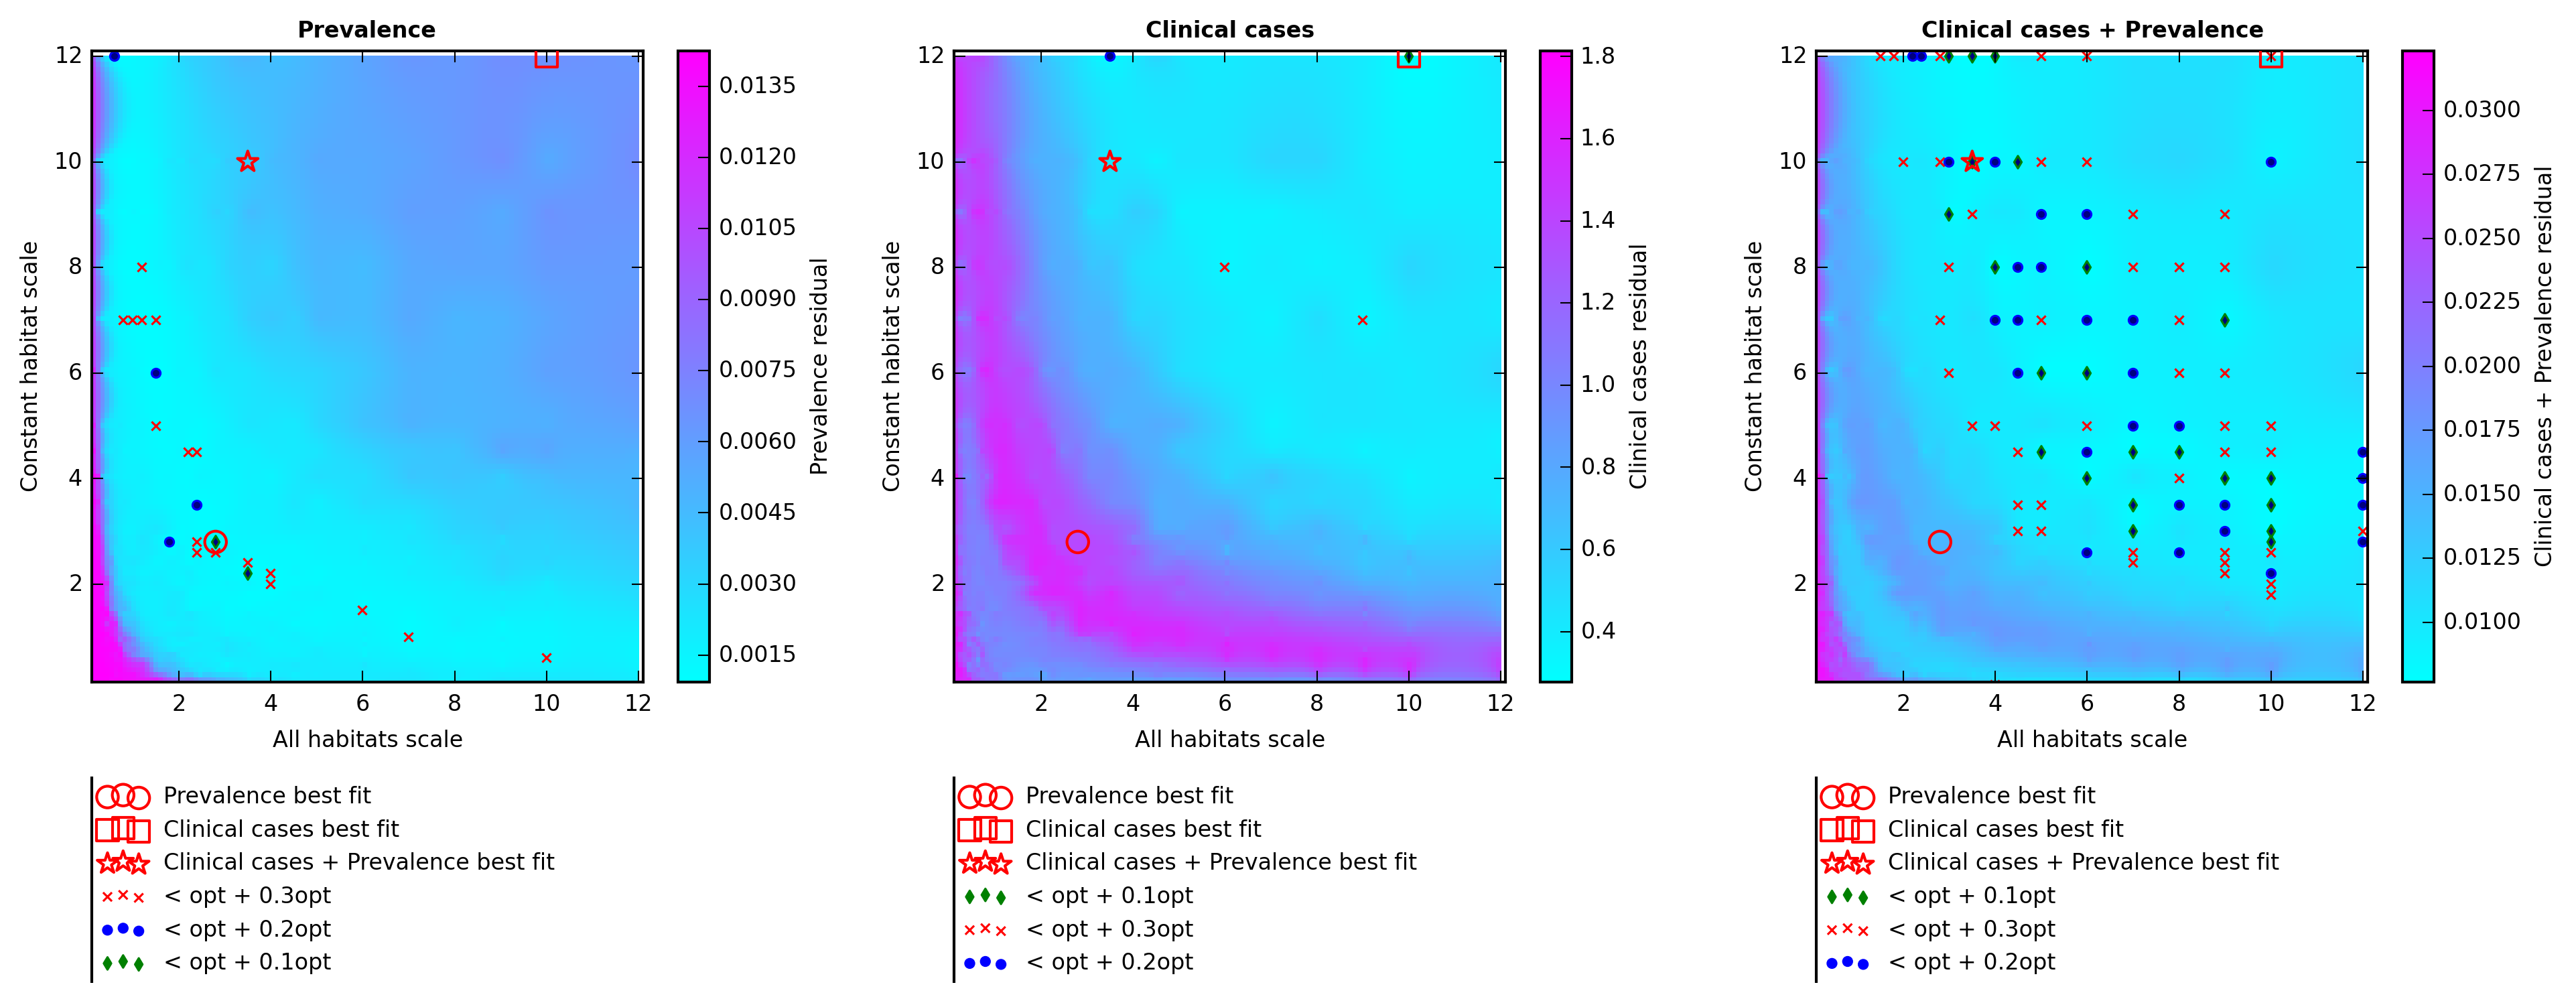 Prevalence
12
10
8
6
4
2
2 4 6 8 10 12
Constant habitat scale
All habitats scale
0.0135
0.0120
0.0105
0.0090
0.0075
0.0060
0.0045
0.0030
0.0015
Prevalence residual
Prevalence best fit
Clinical cases best fit
Clinical cases + Prevalence best fit
< opt + 0.3opt
< opt + 0.2opt
< opt + 0.1opt
Clinical cases
12
10
8
6
4
2
2 4 6 8 10 12
Constant habitat scale
All habitats scale
1.8
1.6
1.4
1.2
1.0
0.8
0.6
0.4
Clinical cases residual
Prevalence best fit
Clinical cases best fit
Clinical cases + Prevalence best fit
< opt + 0.1opt
< opt + 0.3opt
< opt + 0.2opt
Clinical cases + Prevalence
12
10
8
6
4
2
2 4 6 8 10 12
Constant habitat scale
All habitats scale
0.0300
0.0275
0.0250
0.0225
0.0200
0.0175
0.0150
0.0125
0.0100
Clinical cases + Prevalence residual
Prevalence best fit
Clinical cases best fit
Clinical cases + Prevalence best fit
< opt + 0.1opt
< opt + 0.3opt
< opt + 0.2opt